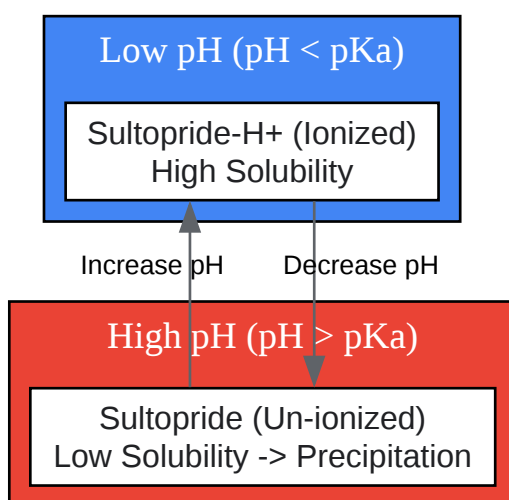 Low pH (pH < pKa)
Sultopride-H+ (Ionized)
High Solubility
Increase pH
Decrease pH
High pH (pH > pKa)
Sultopride (Un-ionized)
Low Solubility -> Precipitation